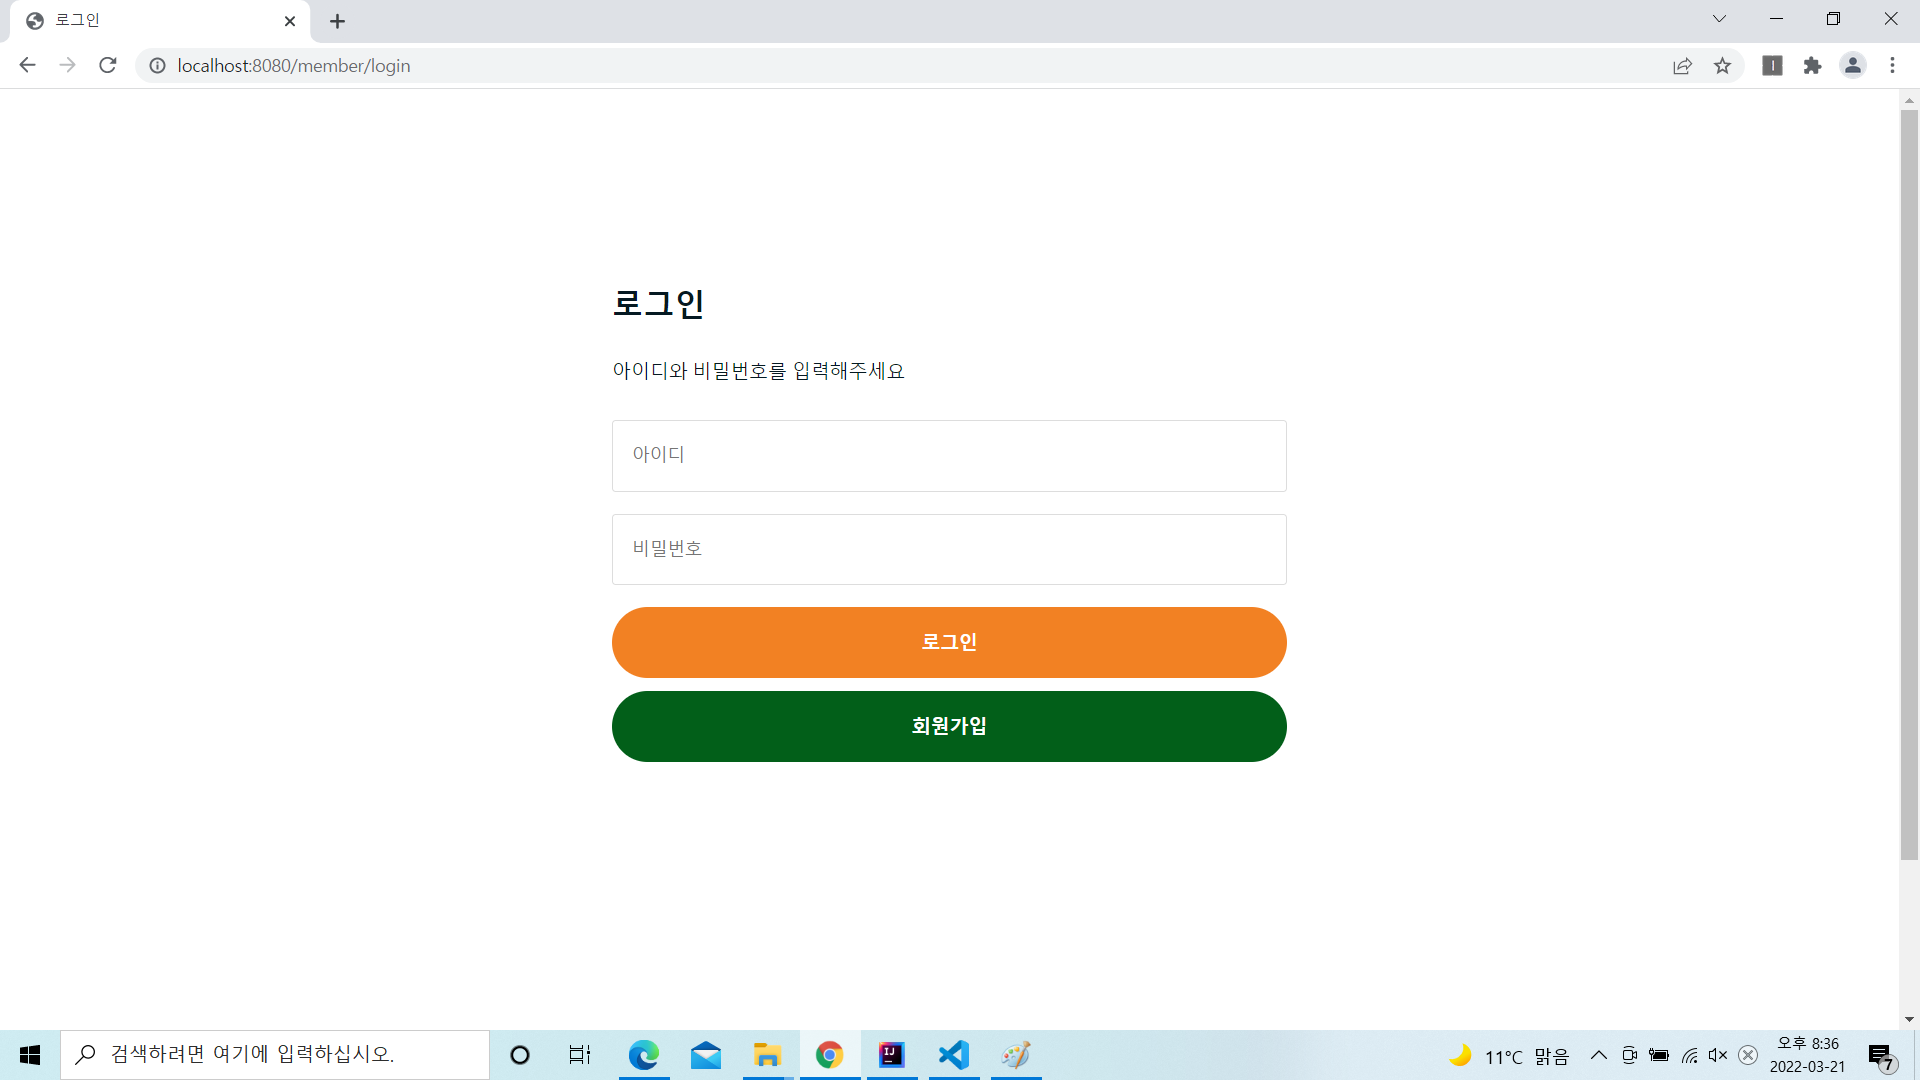 로그인
localhost:8080/member/login
로그인
아이디와 비밀번호를 입력해주세요
아이디
비밀번호
로그인
회원가입
검색하려면 여기에 입력하십시오.
11°C 맑음
오후 8:36
2022-03-21
7